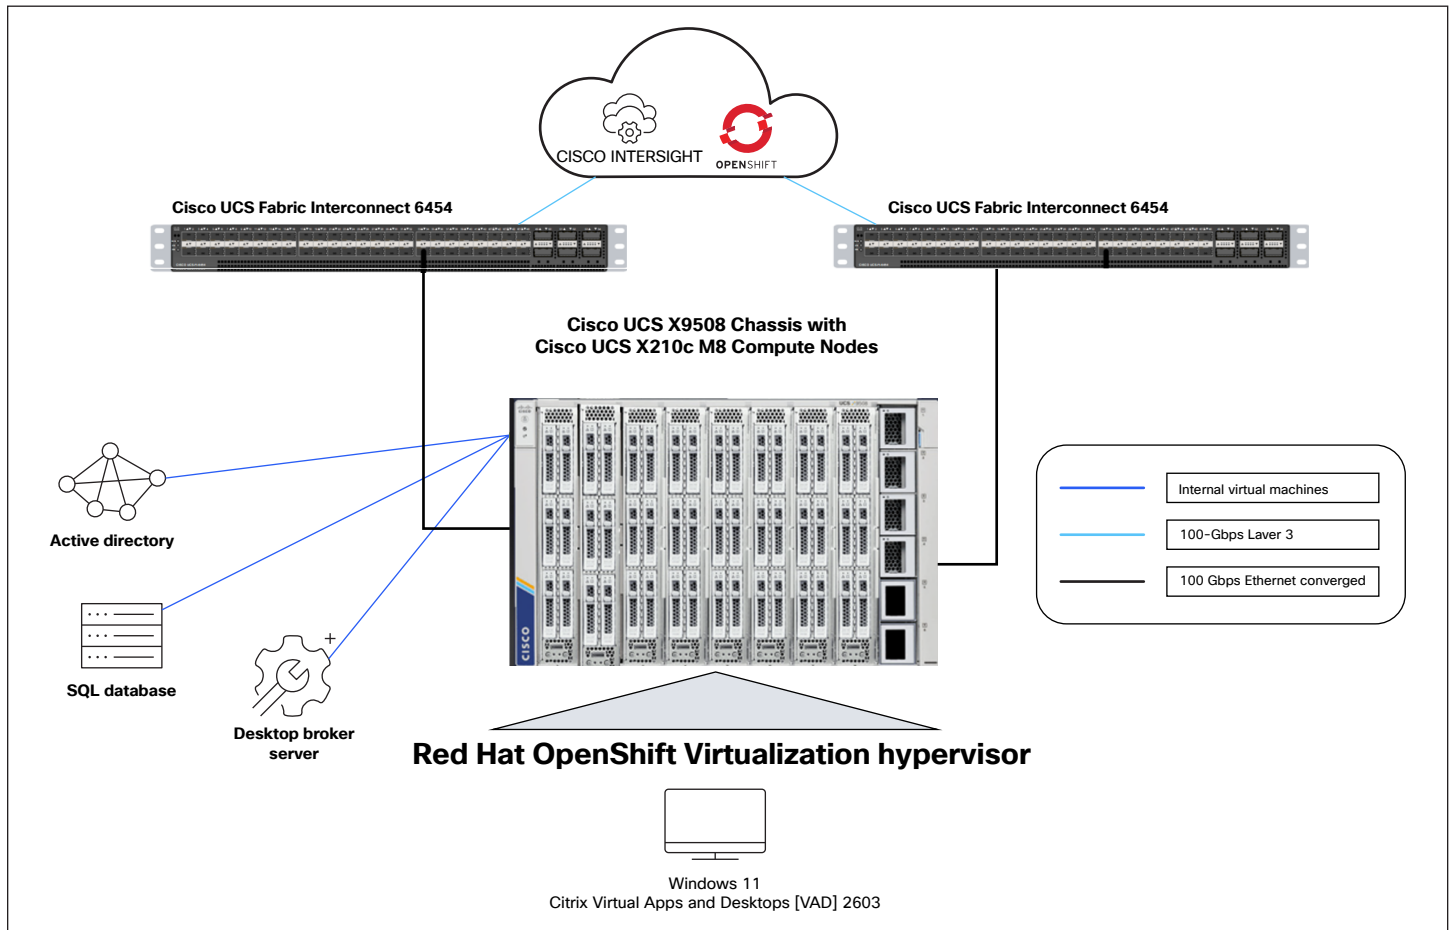 CISCO INTERSIGHT
OPENSHIFT
Cisco UCS Fabric Interconnect 6454
Cisco UCS Fabric Interconnect 6454
Cisco UCS X9508 Chassis with
Cisco UCS X210c M8 Compute Nodes
CISCO
Active directory
SQL database
Desktop broker
server
Internal virtual machines
100-Gbps Laver 3
100 Gbps Ethernet converged
Red Hat OpenShift Virtualization hypervisor
Windows 11
Citrix Virtual Apps and Desktops [VAD] 2603